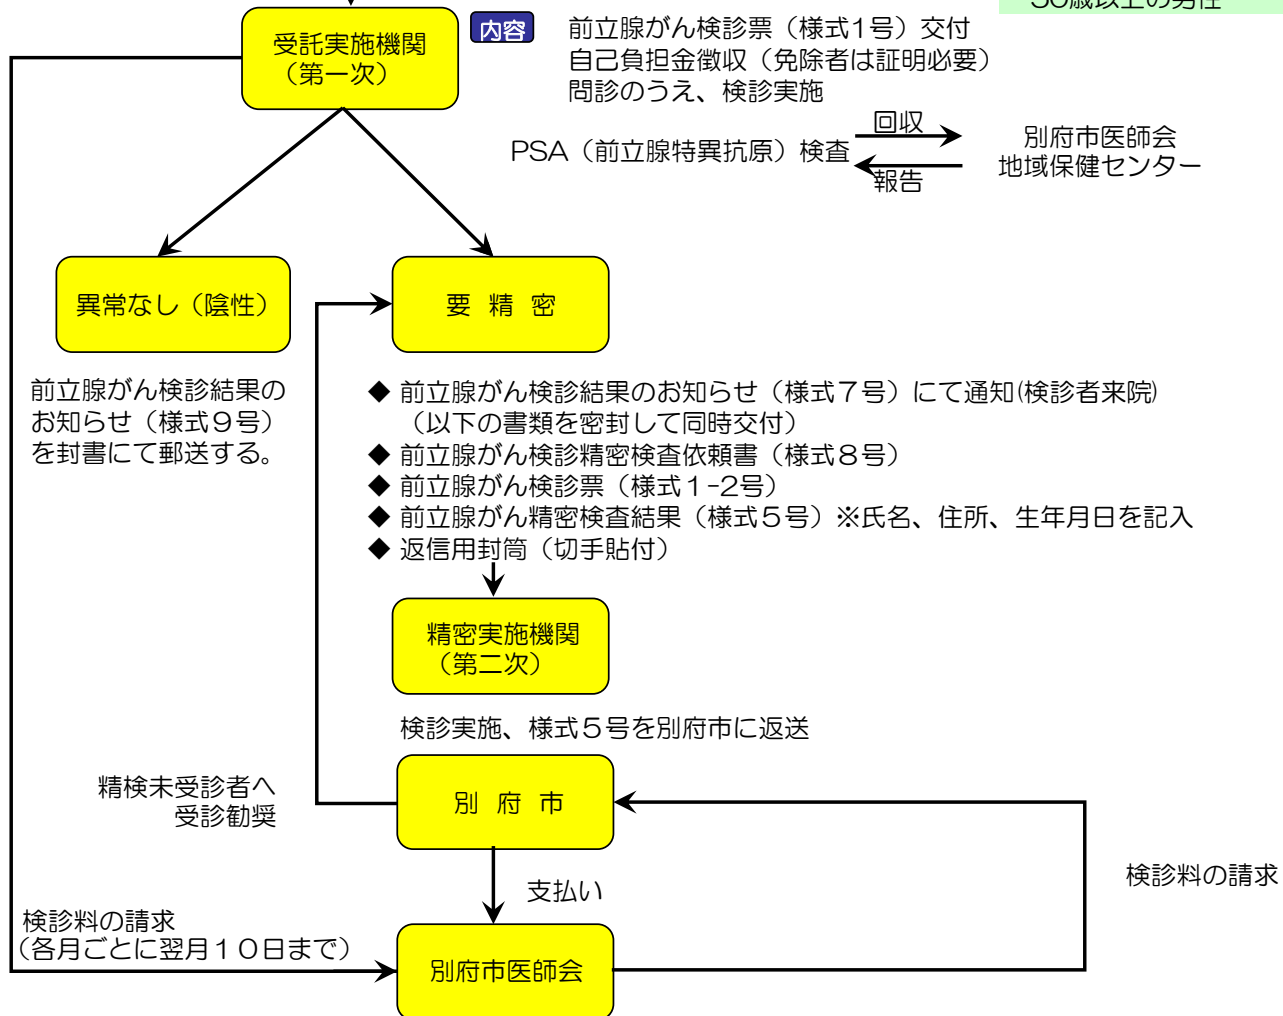 50歳以上の男性
受託実施機関
（第一次）
内容
前立腺がん検診票（様式1号）交付
自己負担金徴収（免除者は証明必要）
問診のうえ、検診実施
PSA（前立腺特異抗原）検査
回収
報告
別府市医師会
地域保健センター
異常なし（陰性）
要 精 密
前立腺がん検診結果の
お知らせ（様式９号）
を封書にて郵送する。
◆ 前立腺がん検診結果のお知らせ（様式７号）にて通知(検診者来院)
（以下の書類を密封して同時交付）
◆ 前立腺がん検診精密検査依頼書（様式８号）
◆ 前立腺がん検診票（様式１-2号）
◆ 前立腺がん精密検査結果（様式５号）※氏名、住所、生年月日を記入
◆ 返信用封筒（切手貼付）
精密実施機関
（第二次）
検診実施、様式５号を別府市に返送
精検未受診者へ
受診勧奨
別 府 市
支払い
検診料の請求
検診料の請求
（各月ごとに翌月１０日まで）
別府市医師会